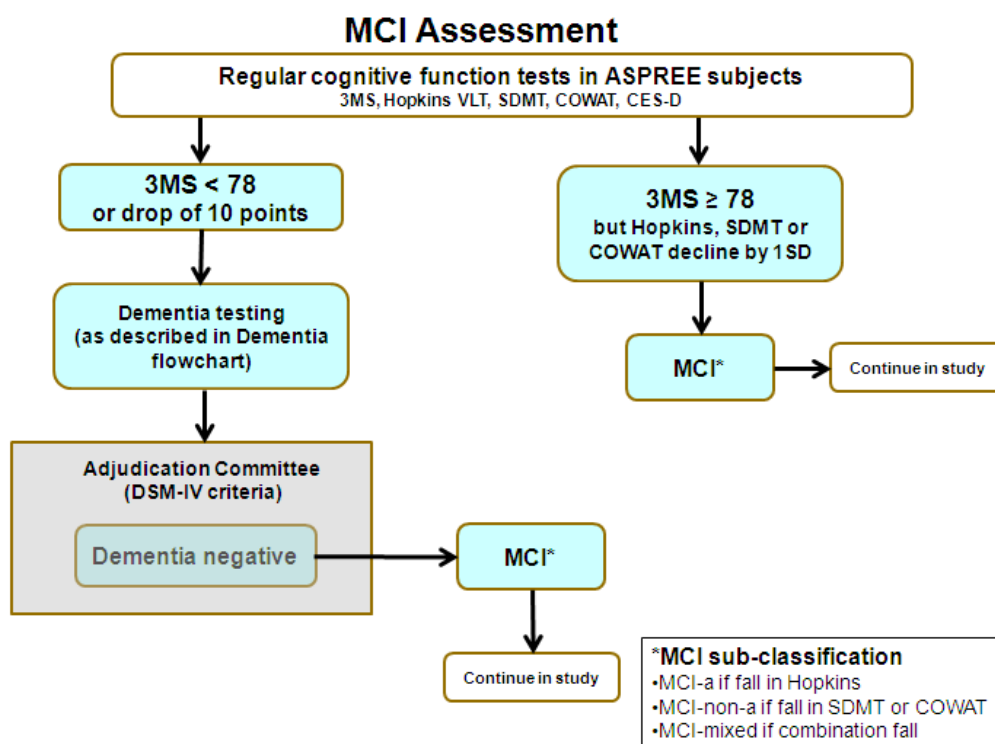 MCI Assessment
Regular cognitive function tests in ASPREE subjects
3MS, Hopkins VLT, SDMT, COWAT, CES-D
3MS < 78
or drop of 10 points
3MS ≥ 78
but Hopkins, SDMT or
COWAT decline by 1SD
Dementia testing
(as described in Dementia
flowchart)
MCI*
Continue in study
Adjudication Committee
(DSM-IV criteria)
Dementia negative
MCI*
Continue in study
*MCI sub-classification
•MCI-a if fall in Hopkins
•MCI-non-a if fall in SDMT or COWAT
•MCI-mixed if combination fall